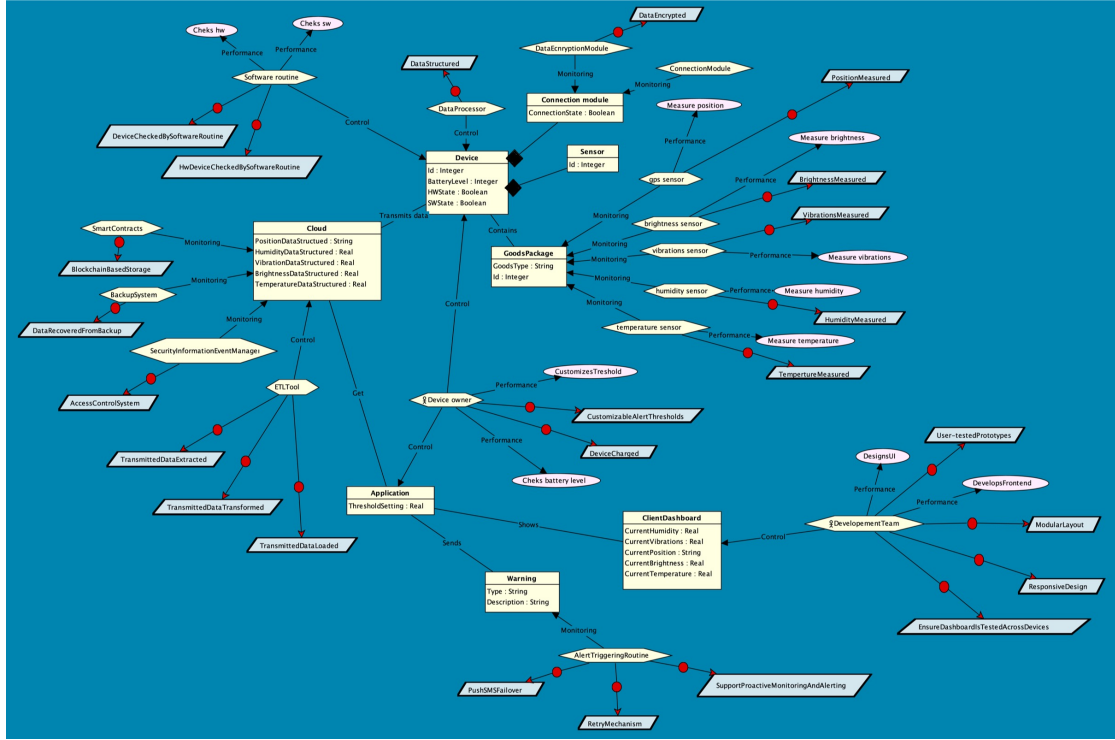 DataEncrypted
Cheks sw
Cheks hw
DataEcnryptionModule
Performance
Performance
DataStructured
ConnectionModule
Software routine
Monitoring
Monitoring
PositionMeasured
Connection module
ConnectionState : Boolean
Measure position
DataProcessor
Control
Control
DeviceCheckedBySoftwareRoutine
Measure brightness
Performance
Device
Id : Integer
BatteryLevel : Integer
HWState : Boolean
SWState : Boolean
Sensor
Id : Integer
HwDeviceCheckedBySoftwareRoutine
gps sensor
BrightnessMeasured
Performance
Transmits data
Monitoring
VibrationsMeasured
brightness sensor
SmartContracts
Cloud
PositionDataStructued : String
HumidityDataStructured : Real
VibrationDataStuctured : Real
BrightnessDataStructured : Real
TemperatureDataStructured : Real
Contains
Monitoring
Monitoring
vibrations sensor
GoodsPackage
GoodsType : String
Id : Integer
Monitoring
Performance
Measure vibrations
BlockchainBasedStorage
Monitoring
Monitoring
BackupSystem
humidity sensor
Performance
Measure humidity
Monitoring
Control
HumidityMeasured
DataRecoveredFromBackup
Monitoring
temperature sensor
Performance
Measure temperature
Control
SecurityInformationEventManager
CustomizesTreshold
TempertureMeasured
ETLTool
Performance
Get
Device owner
AccessControlSystem
CustomizableAlertThresholds
User-testedPrototypes
Control
Performance
DeviceCharged
DesignsUI
TransmittedDataExtracted
Cheks battery level
DevelopsFrontend
Performance
Performance
Application
ThresholdSetting : Real
TransmittedDataTransformed
ClientDashboard
CurrentHumidity : Real
CurrentVibrations : Real
CurrentPosition : String
CurrentBrightness : Real
CurrentTemperature : Real
DevelopementTeam
ModularLayout
Shows
Control
TransmittedDataLoaded
Sends
Warning
Type : String
Description : String
ResponsiveDesign
EnsureDashboardIsTestedAcrossDevices
Monitoring
AlertTriggeringRoutine
PushSMSFailover
SupportProactiveMonitoringAndAlerting
RetryMechanism